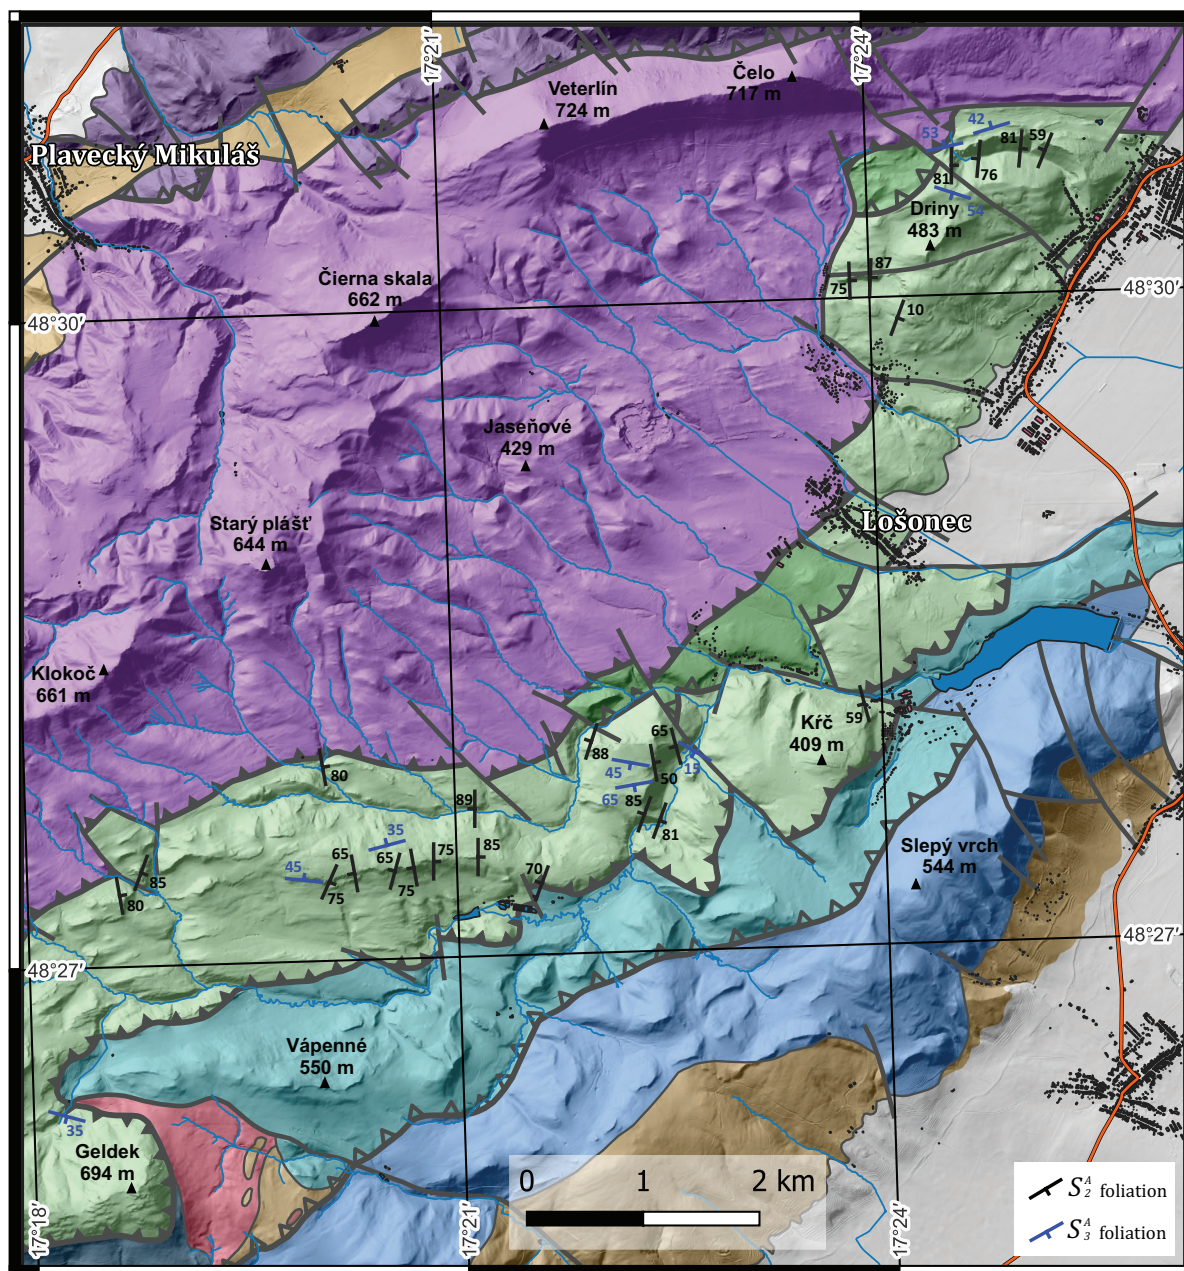 17°21′
17°24′
Čelo
717 m
Veterlín
724 m
42
53
81
59
Plavecký Mikuláš
81
76
54
Driny
483 m
Čierna skala
662 m
87
75
48°30′
48°30′
10
Jaseňové
429 m
Starý plášť
644 m
Lošonec
Klokoč
661 m
59
Kŕč
409 m
65
88
15
45
50
80
65
85
89
81
35
Slepý vrch
544 m
65
65
75
85
45
70
85
75
75
80
48°27′
48°27′
Vápenné
550 m
35
Geldek
694 m
0 1 2 km
S₂ᴬ foliation
S₃ᴬ foliation
17°18′
17°21′
17°24′